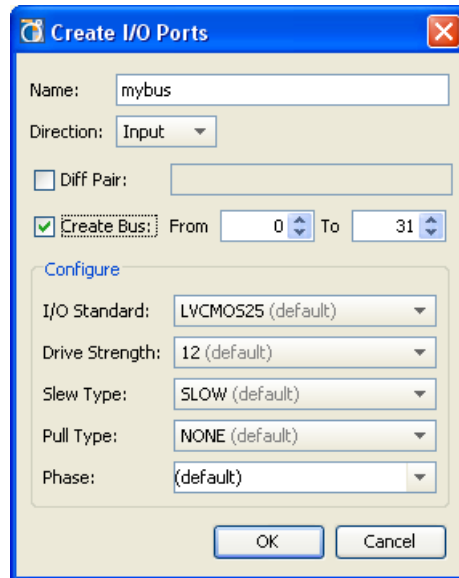 Create I/O Ports
Name: mybus
Direction: Input
Diff Pair:
Create Bus: From 0 To 31
Configure
I/O Standard: LVCMOS25 (default)
Drive Strength: 12 (default)
Slew Type: SLOW (default)
Pull Type: NONE (default)
Phase: (default)
OK Cancel